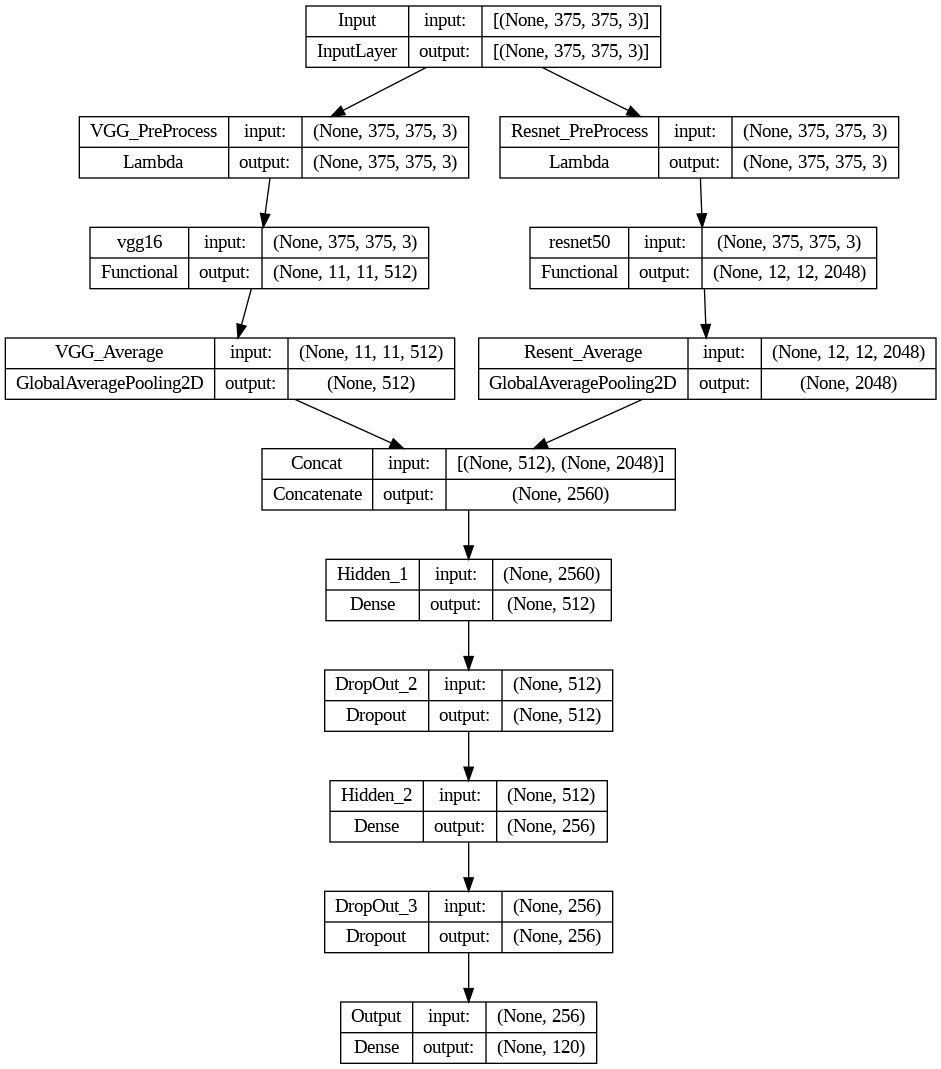 Input input: [(None, 375, 375, 3)]
InputLayer output: [(None, 375, 375, 3)]
VGG_PreProcess input: (None, 375, 375, 3)
Lambda output: (None, 375, 375, 3)
Resnet_PreProcess input: (None, 375, 375, 3)
Lambda output: (None, 375, 375, 3)
vgg16 input: (None, 375, 375, 3)
Functional output: (None, 11, 11, 512)
resnet50 input: (None, 375, 375, 3)
Functional output: (None, 12, 12, 2048)
VGG_Average input: (None, 11, 11, 512)
GlobalAveragePooling2D output: (None, 512)
Resent_Average input: (None, 12, 12, 2048)
GlobalAveragePooling2D output: (None, 2048)
Concat input: [(None, 512), (None, 2048)]
Concatenate output: (None, 2560)
Hidden_1 input: (None, 2560)
Dense output: (None, 512)
DropOut_2 input: (None, 512)
Dropout output: (None, 512)
Hidden_2 input: (None, 512)
Dense output: (None, 256)
DropOut_3 input: (None, 256)
Dropout output: (None, 256)
Output input: (None, 256)
Dense output: (None, 120)